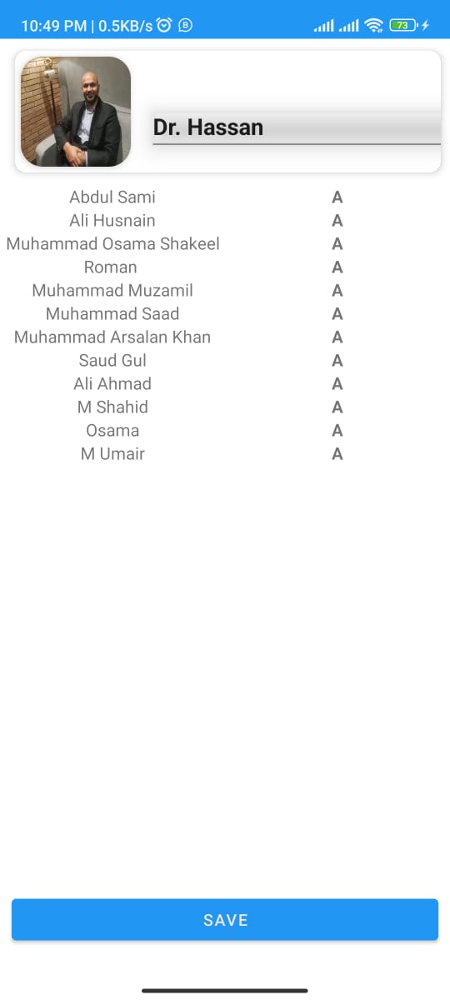 10:49 PM | 0.5KB/s B 73
Dr. Hassan
Abdul Sami A
Ali Husnain A
Muhammad Osama Shakeel A
Roman A
Muhammad Muzamil A
Muhammad Saad A
Muhammad Arsalan Khan A
Saud Gul A
Ali Ahmad A
M Shahid A
Osama A
M Umair A
SAVE